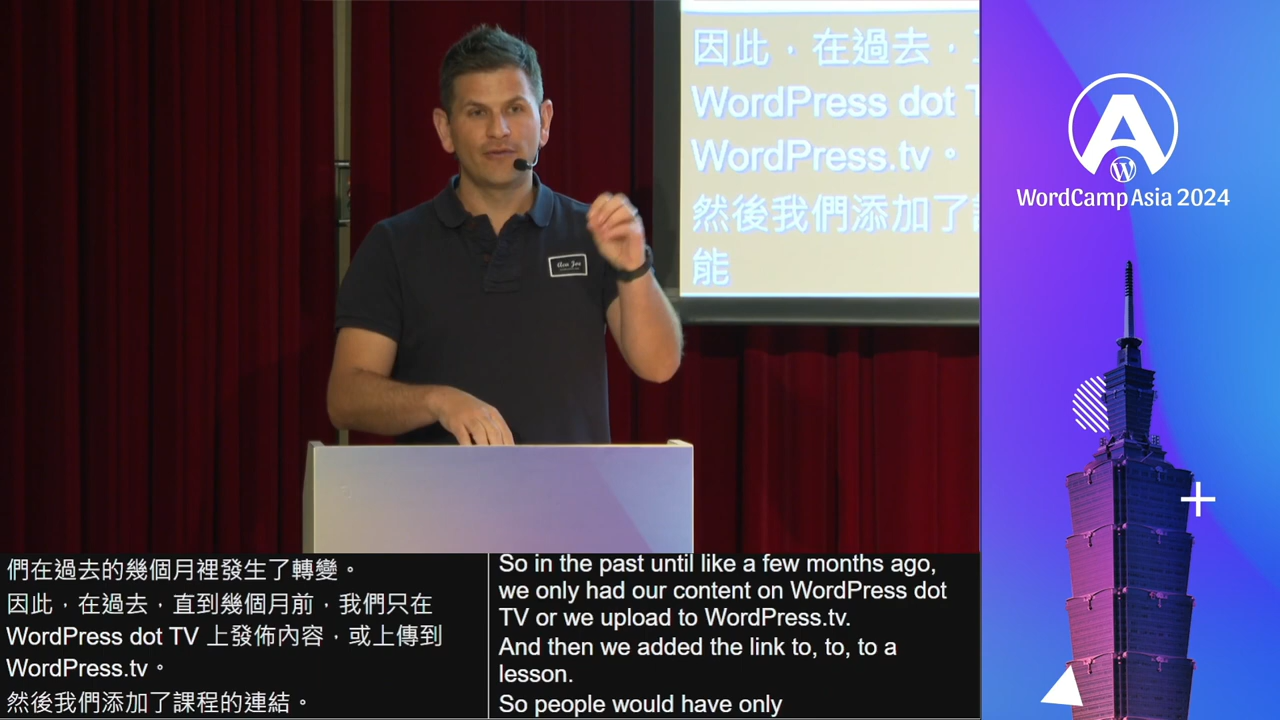 因此，在過去，
WordPress dot
WordPress.tv。
然後我們添加了
能
WordCamp Asia 2024
們在過去的幾個月裡發生了轉變。
因此，在過去，直到幾個月前，我們只在
WordPress dot TV 上發佈內容，或上傳到
WordPress.tv。
然後我們添加了課程的連結。
So in the past until like a few months ago,
we only had our content on WordPress dot
TV or we upload to WordPress.tv.
And then we added the link to, to, to a
lesson.
So people would have only